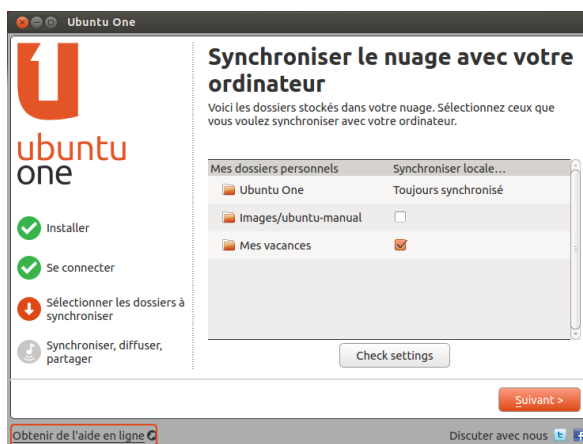 Ubuntu One
ubuntu
one
Installer
Se connecter
Sélectionner les dossiers à
synchroniser
Synchroniser, diffuser,
partager
Synchroniser le nuage avec votre
ordinateur
Voici les dossiers stockés dans votre nuage. Sélectionnez ceux que
vous voulez synchroniser avec votre ordinateur.
Mes dossiers personnels Synchroniser locale...
Ubuntu One Toujours synchronisé
Images/ubuntu-manual
Mes vacances
Check settings
Suivant >
Obtenir de l'aide en ligne Discuter avec nous